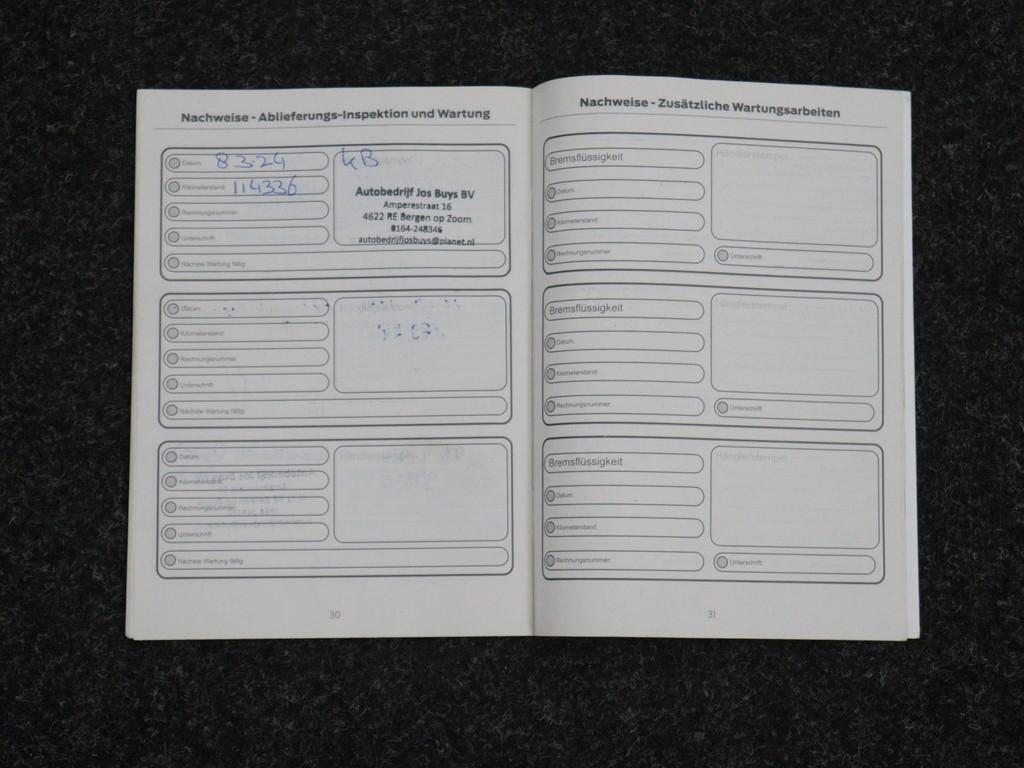 Nachweise - Ablieferungs-Inspektion und Wartung
Datum: 8 3-24
Kilometerstand: 114336
Rechnungsnummer:
Unterschrift:
Nächste Wartung fällig:
Autobedrijf Jos Buys BV
Amperestraat 16
4622 RE Bergen op Zoom
0164-248346
autobedrijfjosbuys@planet.nl
Datum:
Kilometerstand:
Rechnungsnummer:
Unterschrift:
Nächste Wartung fällig:
Händlerstempel
Datum:
Kilometerstand:
Rechnungsnummer:
Unterschrift:
Nächste Wartung fällig:
Händlerstempel
30
Nachweise - Zusätzliche Wartungsarbeiten
Bremsflüssigkeit
Datum:
Kilometerstand:
Rechnungsnummer:
Händlerstempel
Unterschrift:
Bremsflüssigkeit
Datum:
Kilometerstand:
Rechnungsnummer:
Händlerstempel
Unterschrift:
Bremsflüssigkeit
Datum:
Kilometerstand:
Rechnungsnummer:
Händlerstempel
Unterschrift:
31